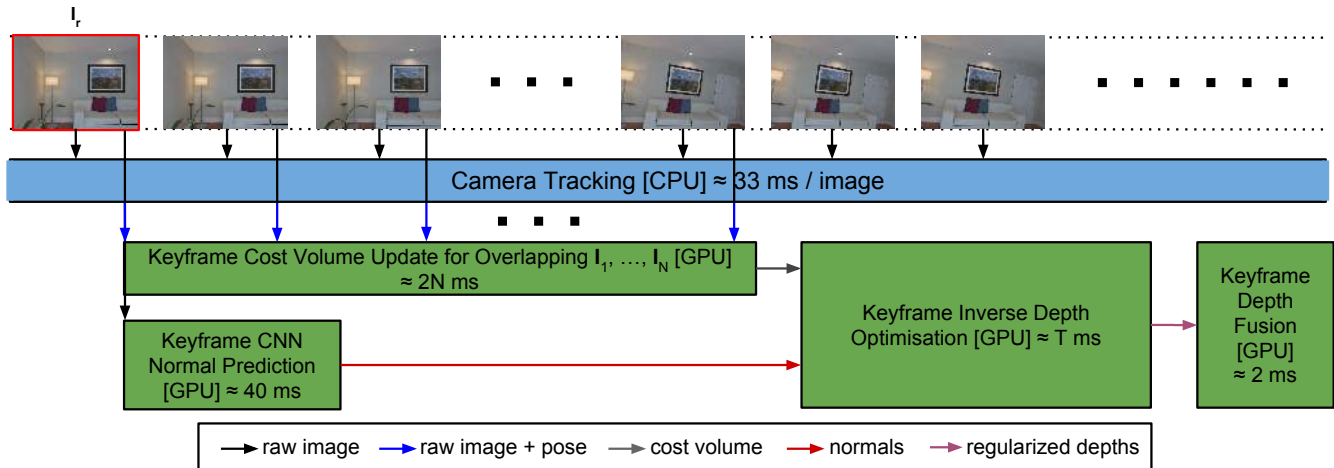 I_r
Camera Tracking [CPU] ≈ 33 ms / image
Keyframe Cost Volume Update for Overlapping I_1, …, I_N [GPU]
≈ 2N ms
Keyframe CNN
Normal Prediction
[GPU] ≈ 40 ms
Keyframe Inverse Depth
Optimisation [GPU] ≈ T ms
Keyframe
Depth
Fusion
[GPU]
≈ 2 ms
raw image
raw image + pose
cost volume
normals
regularized depths